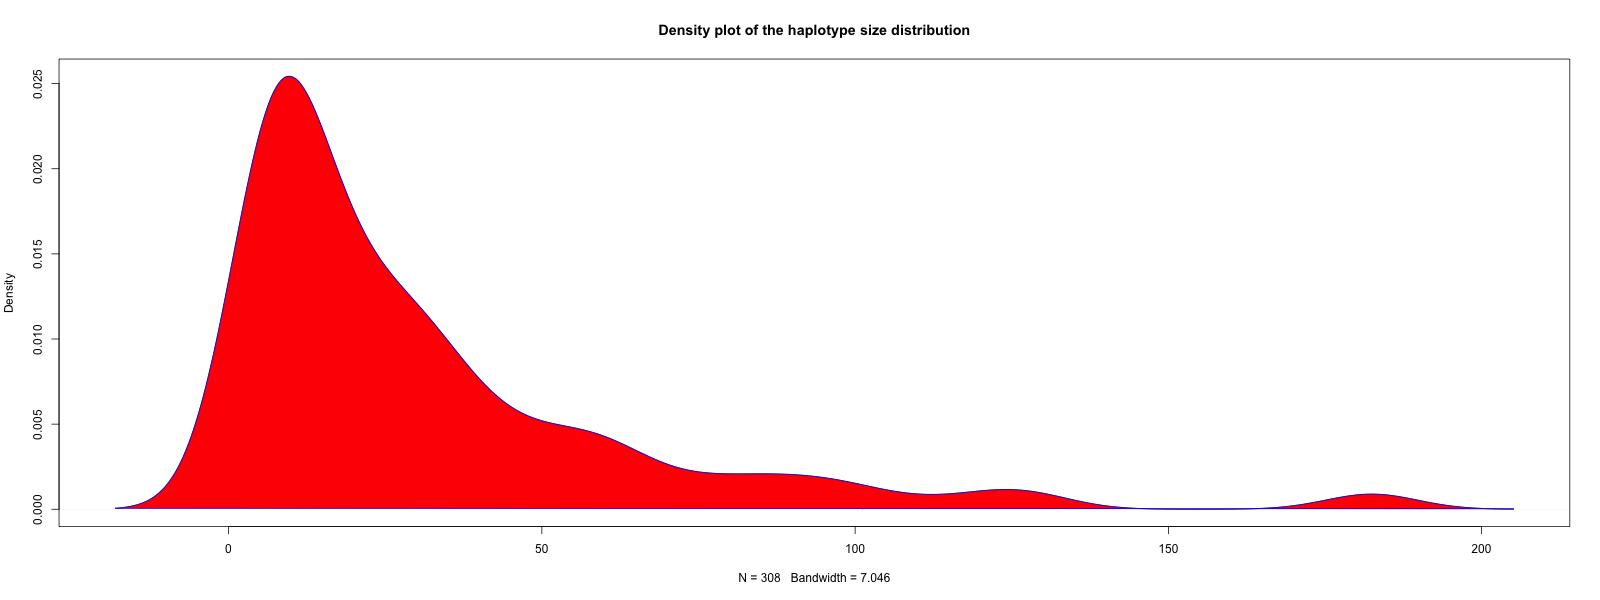 Density plot of the haplotype size distribution
Density
0.025
0.020
0.015
0.010
0.005
0.000
0 50 100 150 200
N = 308 Bandwidth = 7.046